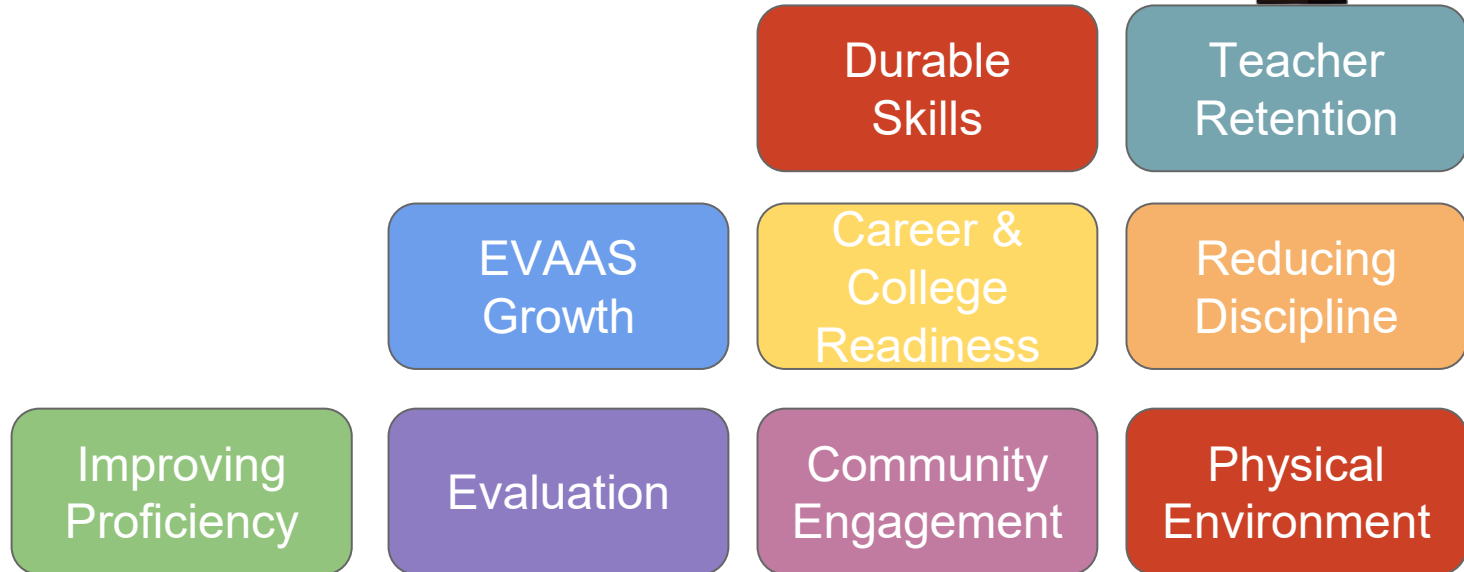 Durable
Skills
Teacher
Retention
EVAAS
Growth
Career &
College
Readiness
Reducing
Discipline
Improving
Proficiency
Evaluation
Community
Engagement
Physical
Environment